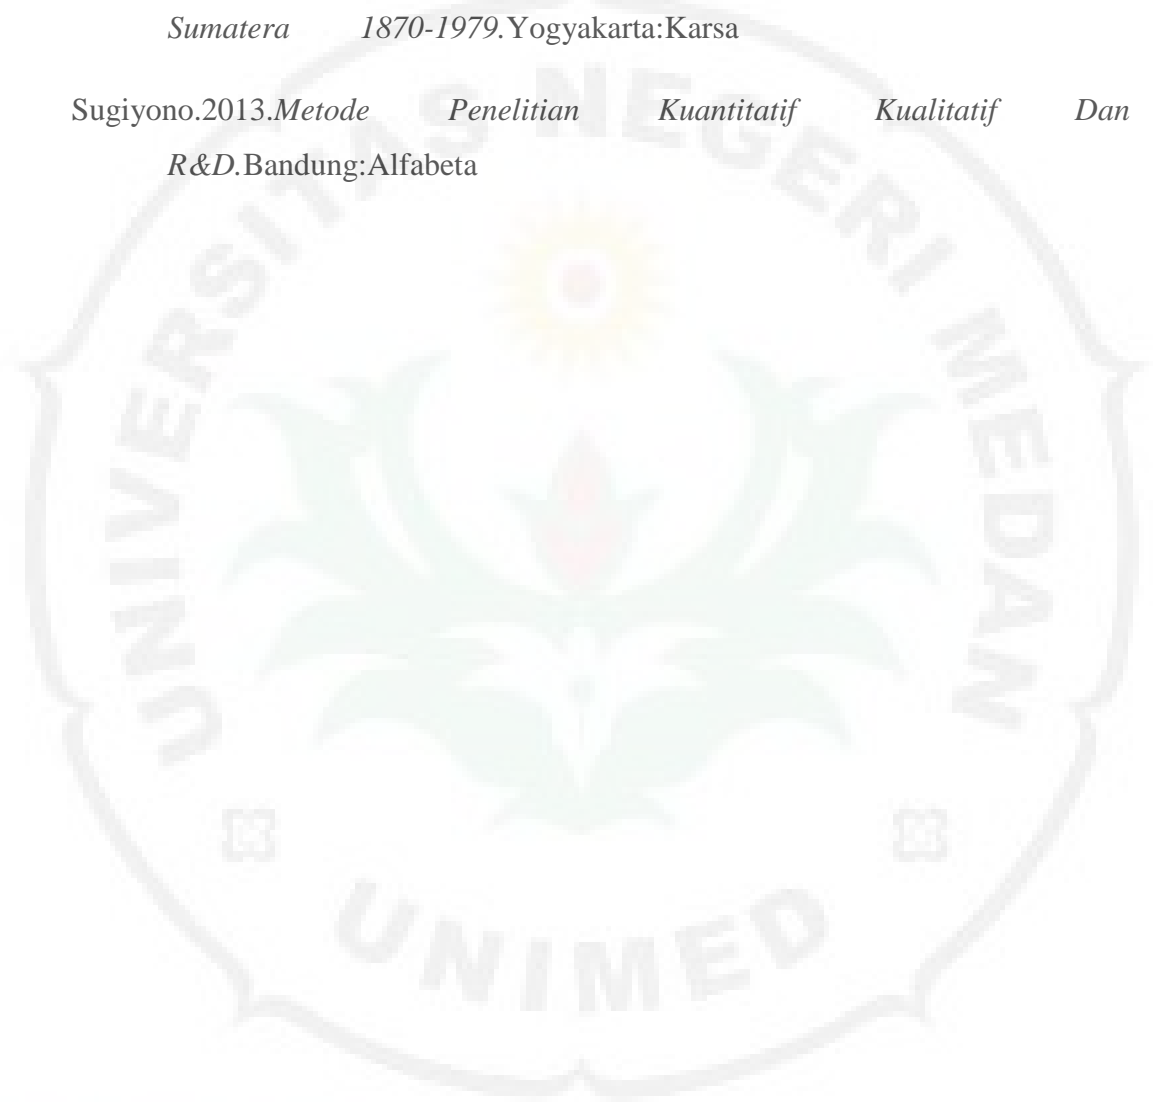 Sumatera 1870-1979.Yogyakarta:Karsa
Sugiyono.2013.Metode Penelitian Kuantitatif Kualitatif Dan
R&D.Bandung:Alfabeta
UNIVERSITAS NEGERI MEDAN
UNIMED